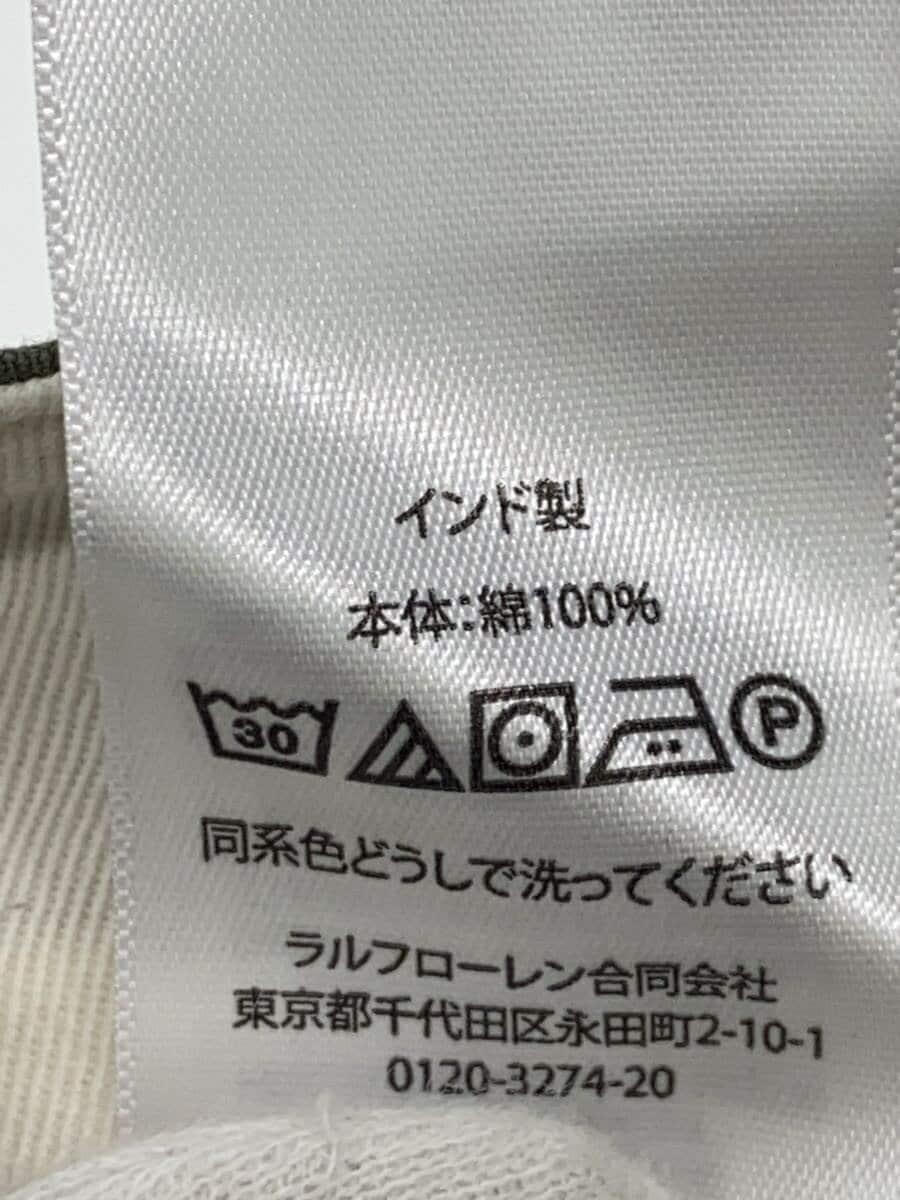 インド製
本体:綿100%
30 P
同系色どうしで洗ってください
ラルフローレン合同会社
東京都千代田区永田町2-10-1
0120-3274-20